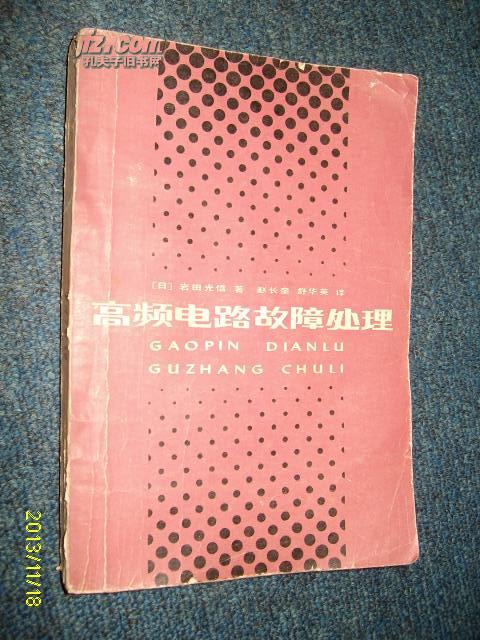 fz.com
孔夫子旧书网
[日] 岩田光信 著 赵长奎 舒华英 译
高频电路故障处理
GAOPIN DIANLU
GUZHANG CHULI
2013/11/18